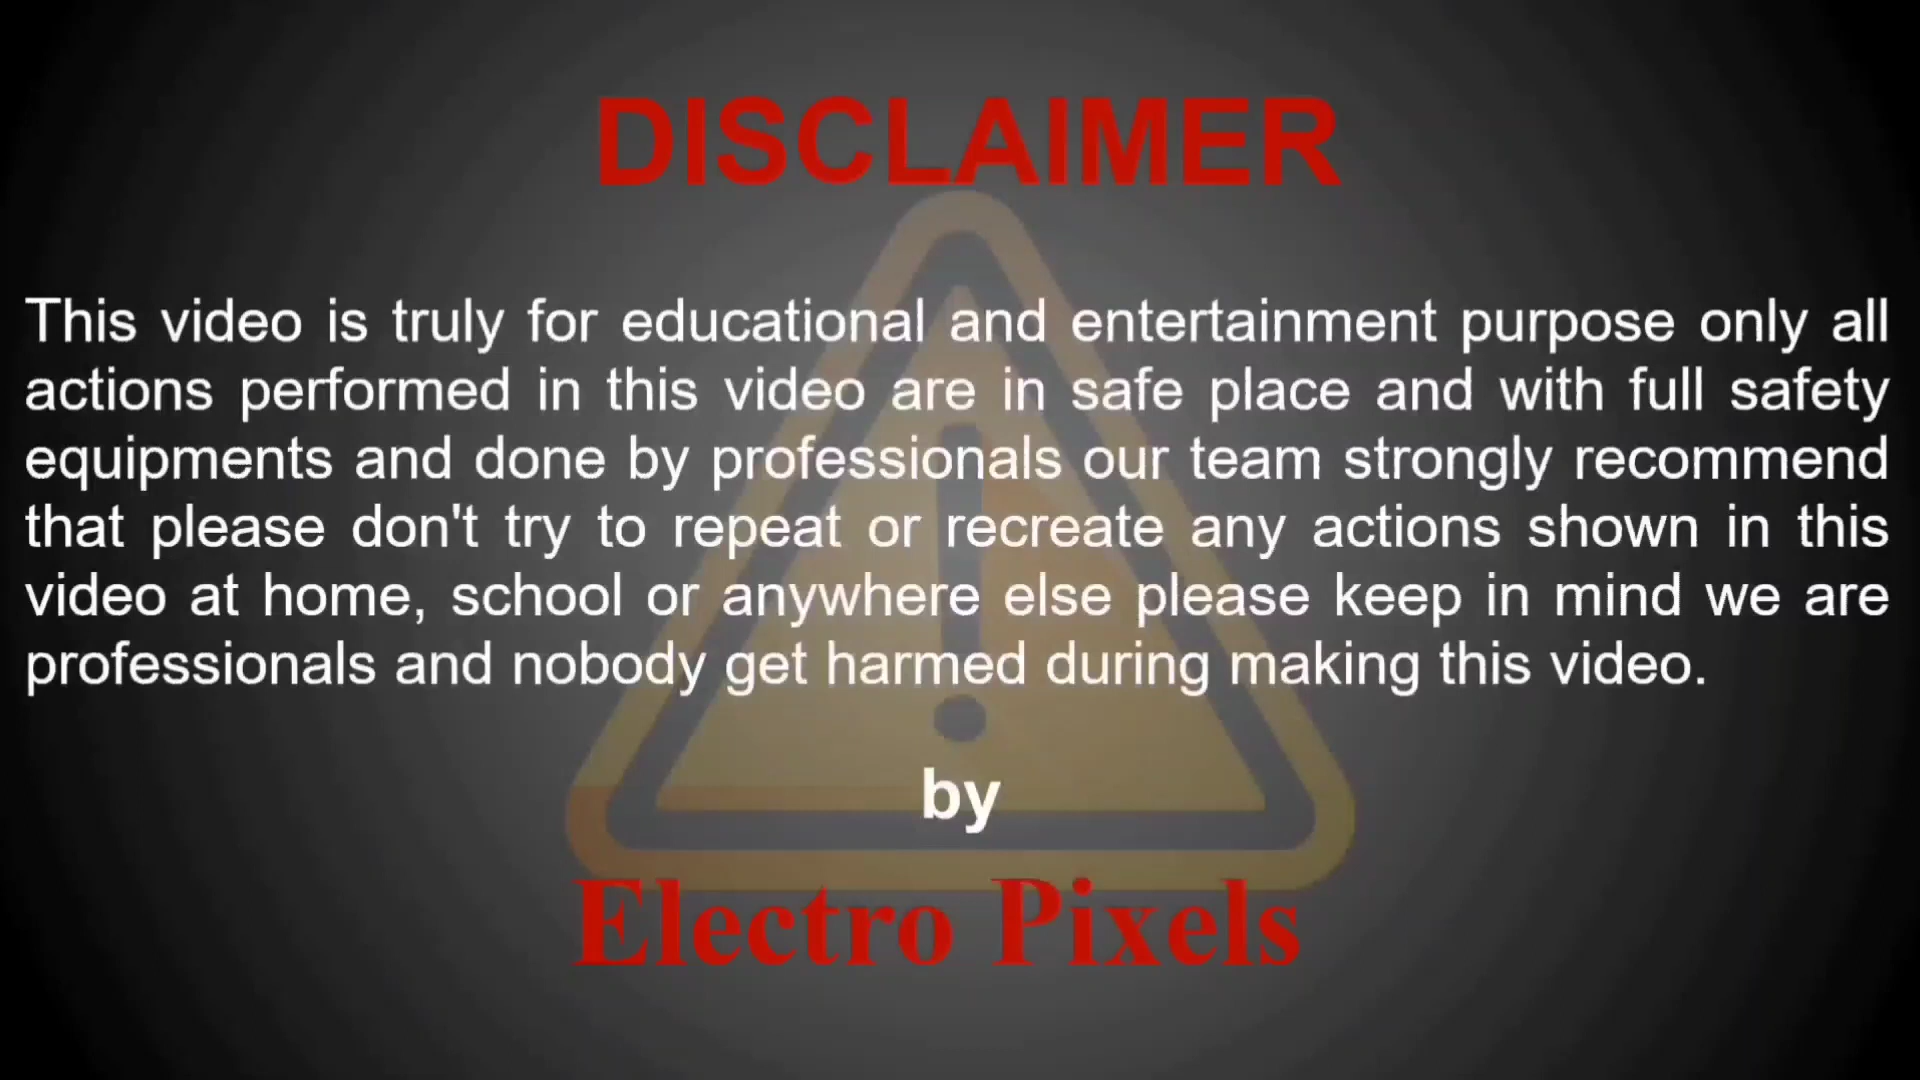 DISCLAIMER
This video is truly for educational and entertainment purpose only all
actions performed in this video are in safe place and with full safety
equipments and done by professionals our team strongly recommend
that please don't try to repeat or recreate any actions shown in this
video at home, school or anywhere else please keep in mind we are
professionals and nobody get harmed during making this video.
by
Electro Pixels